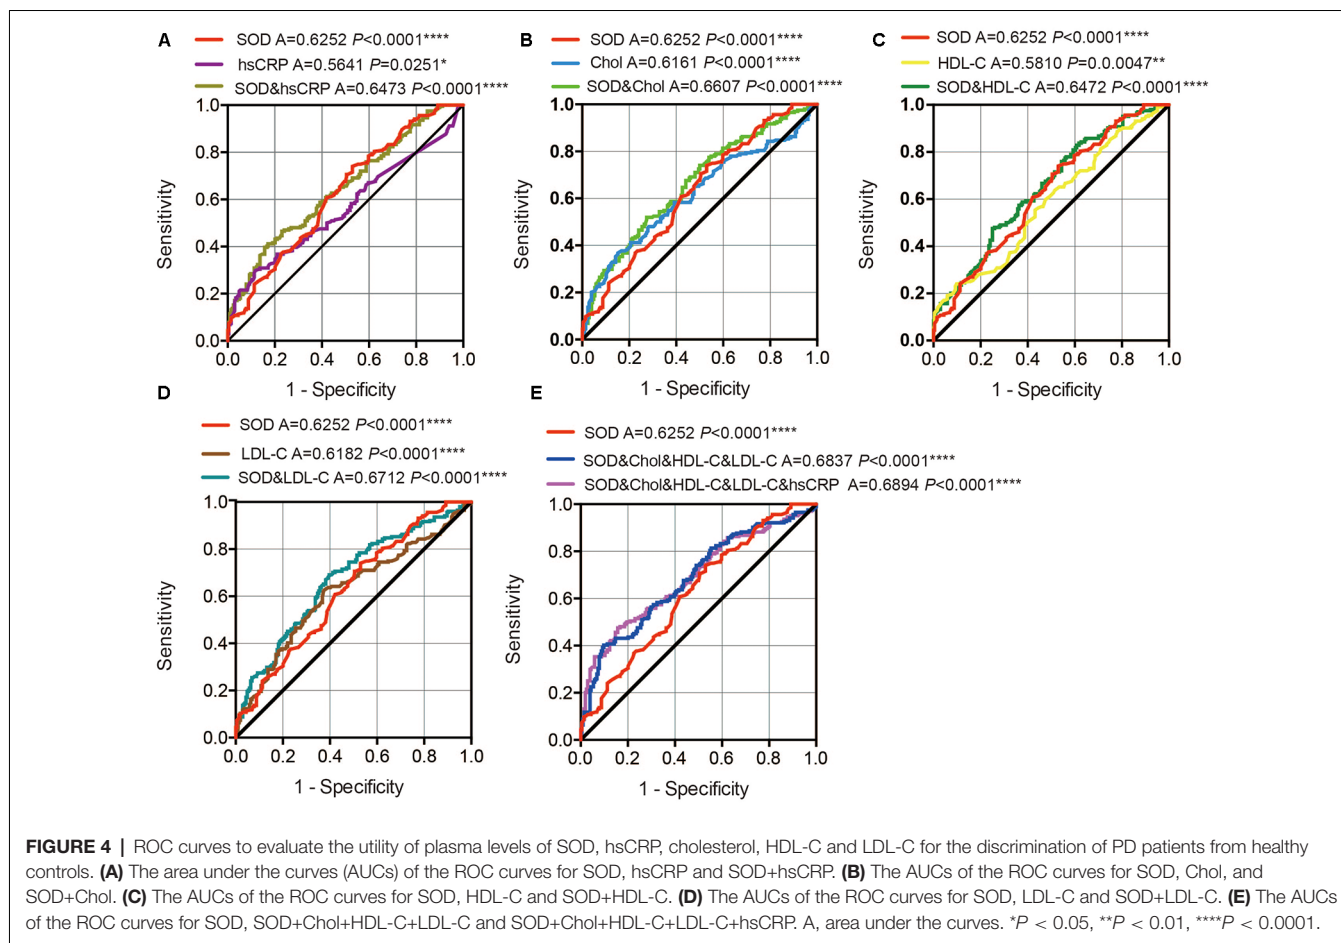 A
SOD A=0.6252 P<0.0001****
hsCRP A=0.5641 P=0.0251*
SOD&hsCRP A=0.6473 P<0.0001****
1.0
0.8
0.6
0.4
0.2
0.0
Sensitivity
0.0 0.2 0.4 0.6 0.8 1.0
1 - Specificity
B
SOD A=0.6252 P<0.0001****
Chol A=0.6161 P<0.0001****
SOD&Chol A=0.6607 P<0.0001****
1.0
0.8
0.6
0.4
0.2
0.0
Sensitivity
0.0 0.2 0.4 0.6 0.8 1.0
1 - Specificity
C
SOD A=0.6252 P<0.0001****
HDL-C A=0.5810 P=0.0.0047**
SOD&HDL-C A=0.6472 P<0.0001****
1.0
0.8
0.6
0.4
0.2
0.0
Sensitivity
0.0 0.2 0.4 0.6 0.8 1.0
1 - Specificity
D
SOD A=0.6252 P<0.0001****
LDL-C A=0.6182 P<0.0001****
SOD&LDL-C A=0.6712 P<0.0001****
1.0
0.8
0.6
0.4
0.2
0.0
Sensitivity
0.0 0.2 0.4 0.6 0.8 1.0
1 - Specificity
E
SOD A=0.6252 P<0.0001****
SOD&Chol&HDL-C&LDL-C A=0.6837 P<0.0001****
SOD&Chol&HDL-C&LDL-C&hsCRP A=0.6894 P<0.0001****
1.0
0.8
0.6
0.4
0.2
0.0
Sensitivity
0.0 0.2 0.4 0.6 0.8 1.0
1 - Specificity
FIGURE 4 | ROC curves to evaluate the utility of plasma levels of SOD, hsCRP, cholesterol, HDL-C and LDL-C for the discrimination of PD patients from healthy
controls. (A) The area under the curves (AUCs) of the ROC curves for SOD, hsCRP and SOD+hsCRP. (B) The AUCs of the ROC curves for SOD, Chol, and
SOD+Chol. (C) The AUCs of the ROC curves for SOD, HDL-C and SOD+HDL-C. (D) The AUCs of the ROC curves for SOD, LDL-C and SOD+LDL-C. (E) The AUCs
of the ROC curves for SOD, SOD+Chol+HDL-C+LDL-C and SOD+Chol+HDL-C+LDL-C+hsCRP. A, area under the curves. *P < 0.05, **P < 0.01, ****P < 0.0001.